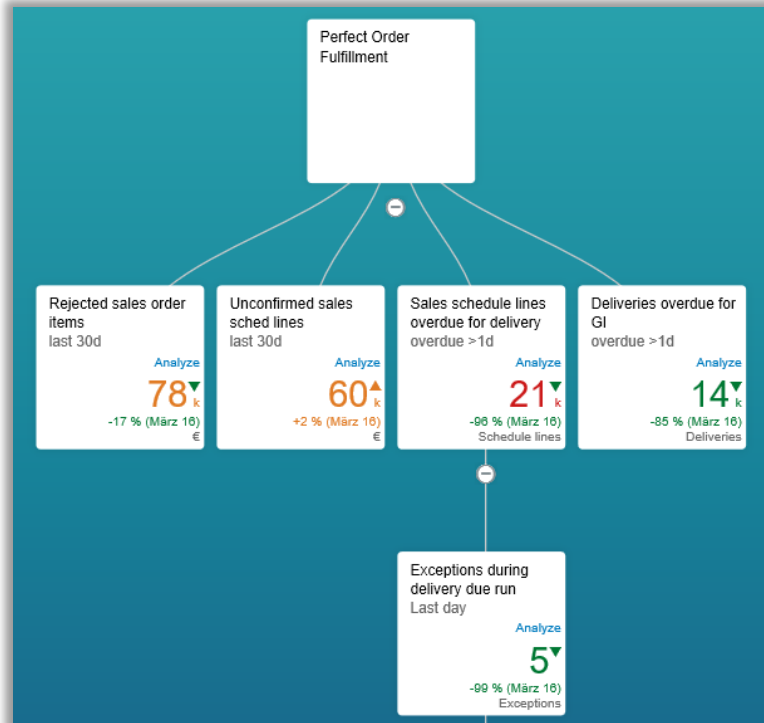 Perfect Order
Fulfillment
Rejected sales order
items
last 30d
Analyze
78 k
-17 % (März 16)
€
Unconfirmed sales
sched lines
last 30d
Analyze
60 k
+2 % (März 16)
€
Sales schedule lines
overdue for delivery
overdue >1d
Analyze
21 k
-96 % (März 16)
Schedule lines
Deliveries overdue for
GI
overdue >1d
Analyze
14 k
-85 % (März 16)
Deliveries
Exceptions during
delivery due run
Last day
Analyze
5
-99 % (März 16)
Exceptions